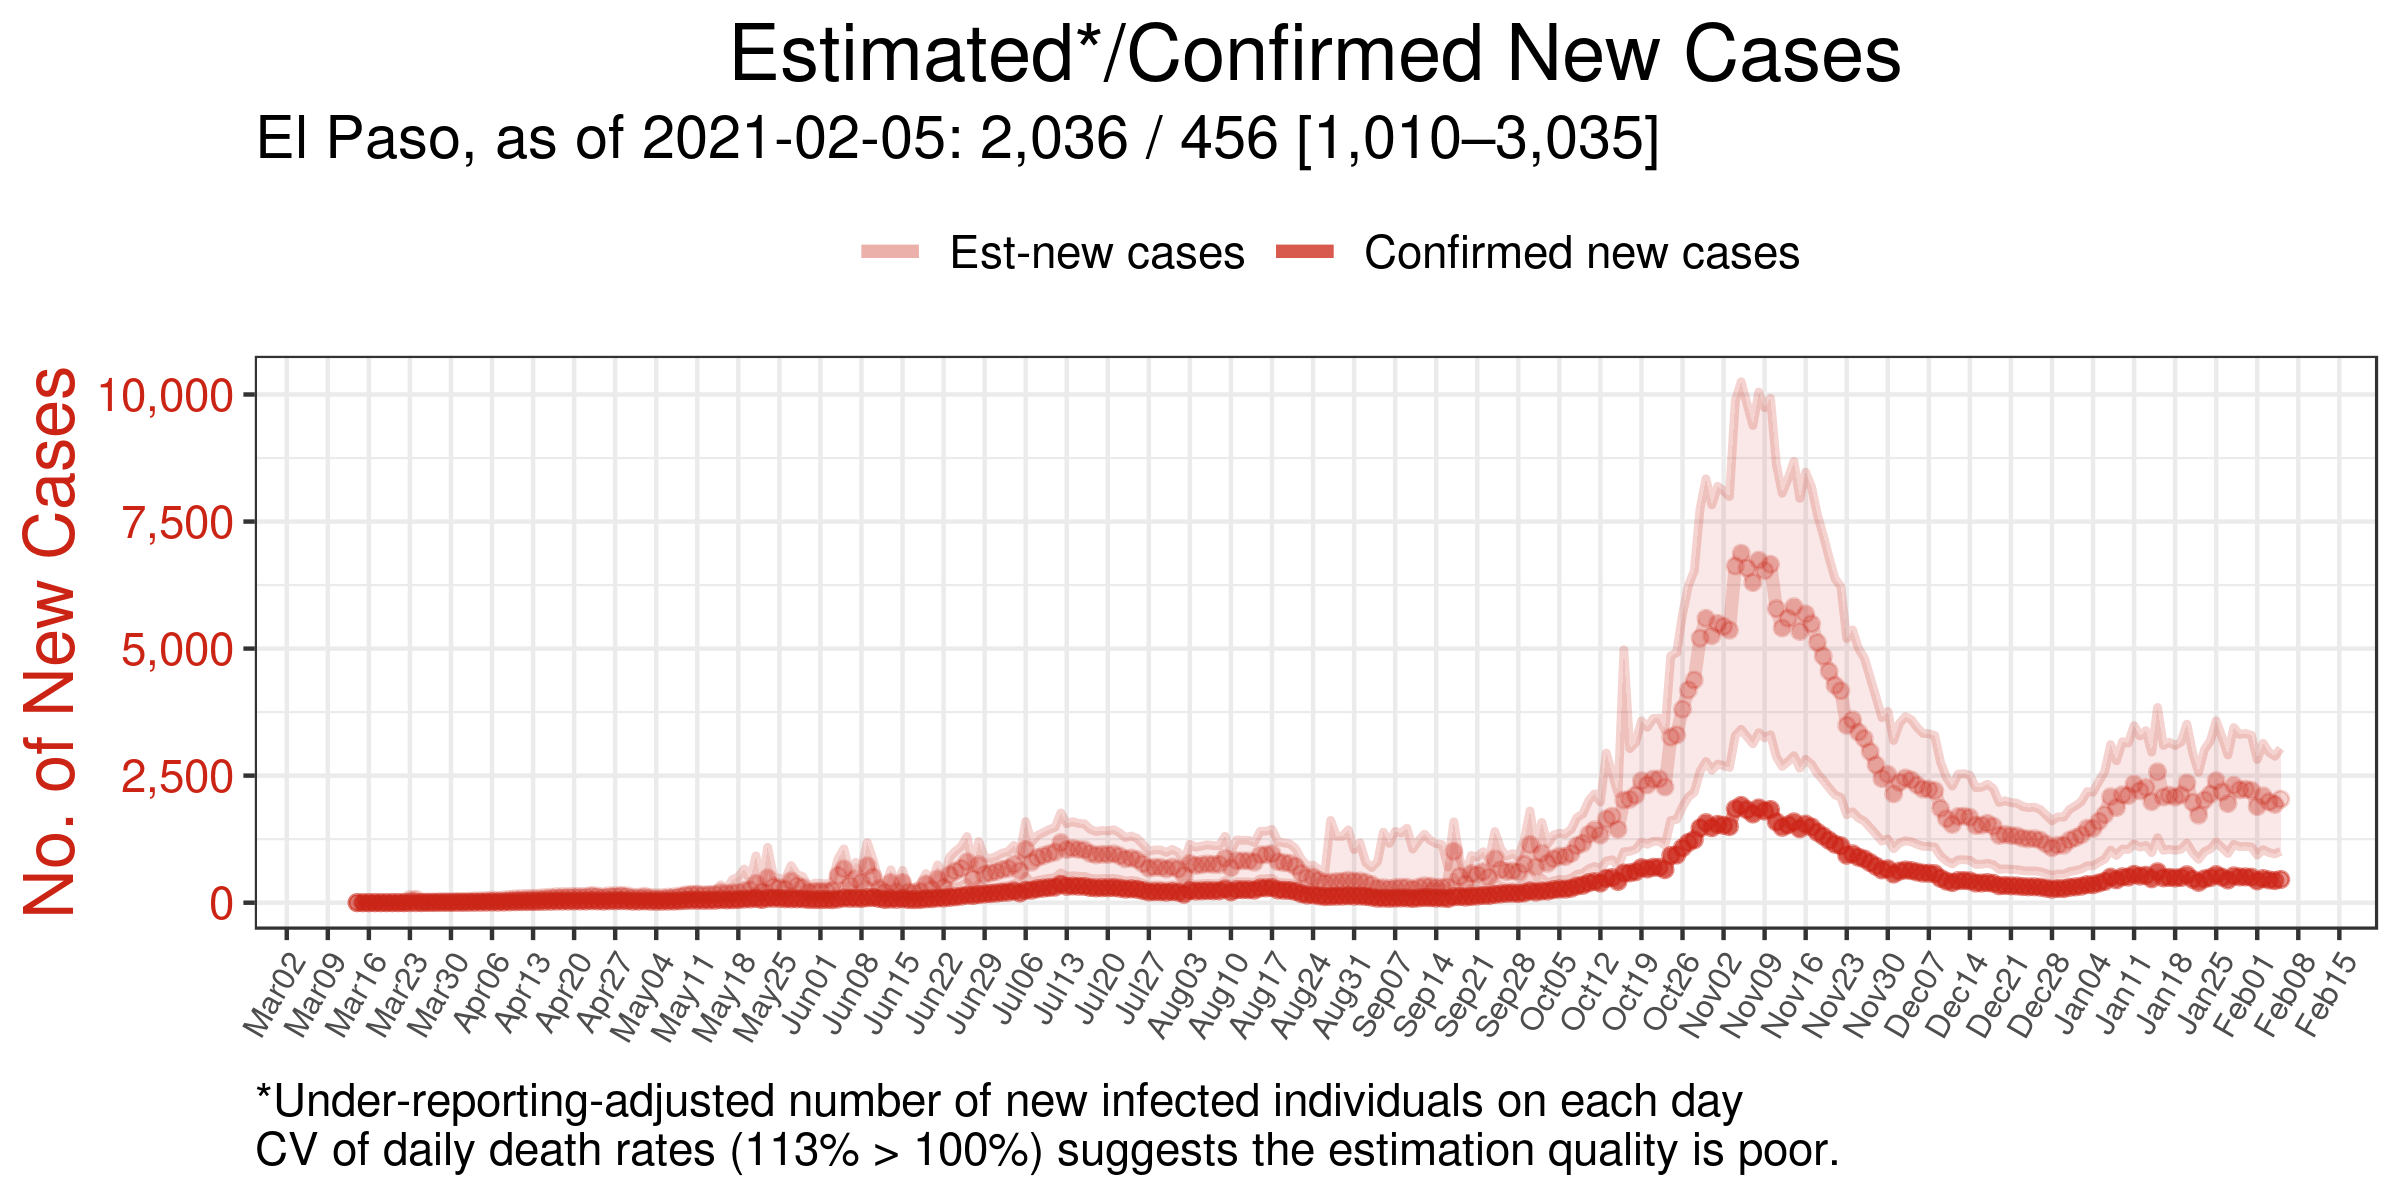 Estimated*/Confirmed New Cases
El Paso, as of 2021-02-05: 2,036 / 456 [1,010–3,035]
Est-new cases
Confirmed new cases
No. of New Cases
10,000
7,500
5,000
2,500
0
Mar02
Mar09
Mar16
Mar23
Mar30
Apr06
Apr13
Apr20
Apr27
May04
May11
May18
May25
Jun01
Jun08
Jun15
Jun22
Jun29
Jul06
Jul13
Jul20
Jul27
Aug03
Aug10
Aug17
Aug24
Aug31
Sep07
Sep14
Sep21
Sep28
Oct05
Oct12
Oct19
Oct26
Nov02
Nov09
Nov16
Nov23
Nov30
Dec07
Dec14
Dec21
Dec28
Jan04
Jan11
Jan18
Jan25
Feb01
Feb08
Feb15
*Under-reporting-adjusted number of new infected individuals on each day
CV of daily death rates (113% > 100%) suggests the estimation quality is poor.